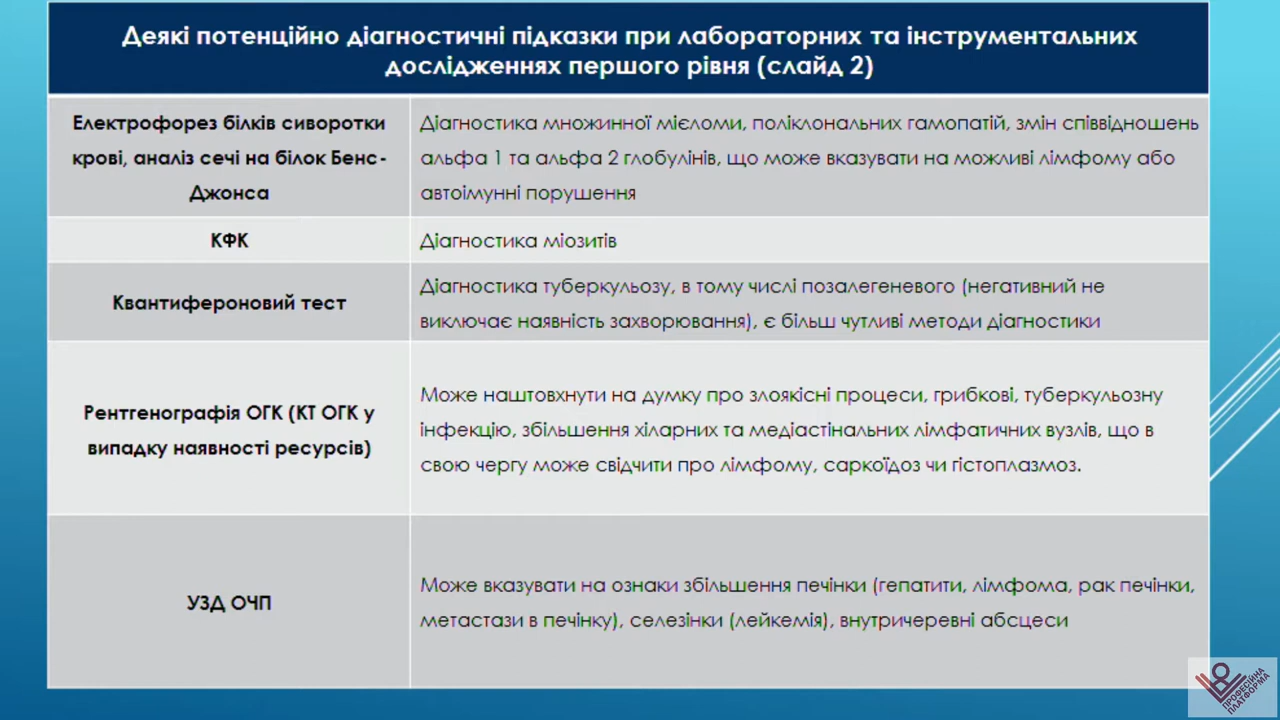 Деякі потенційно діагностичні підказки при лабораторних та інструментальних
дослідженнях першого рівня (слайд 2)
Електрофорез білків сиворотки
крові, аналіз сечі на білок Бенс-
Джонса
Діагностика множинної мієломи, поліклональних гамопатій, змін співвідношень
альфа 1 та альфа 2 глобулінів, що може вказувати на можливі лімфому або
автоімунні порушення
КФК
Діагностика міозитів
Квантифероновий тест
Діагностика туберкульозу, в тому числі позалегеневого (негативний не
виключає наявність захворювання), є більш чутливі методи діагностики
Рентгенографія ОГК (КТ ОГК у
випадку наявності ресурсів)
Може наштовхнути на думку про злоякісні процеси, грибкові, туберкульозну
інфекцію, збільшення хіларних та медіастінальних лімфатичних вузлів, що в
свою чергу може свідчити про лімфому, саркоїдоз чи гістоплазмоз.
УЗД ОЧП
Може вказувати на ознаки збільшення печінки (гепатити, лімфома, рак печінки,
метастази в печінку), селезінки (лейкемія), внутричеревні абсцеси
ПРОФЕСІЙНА
ПЛАТФОРМА